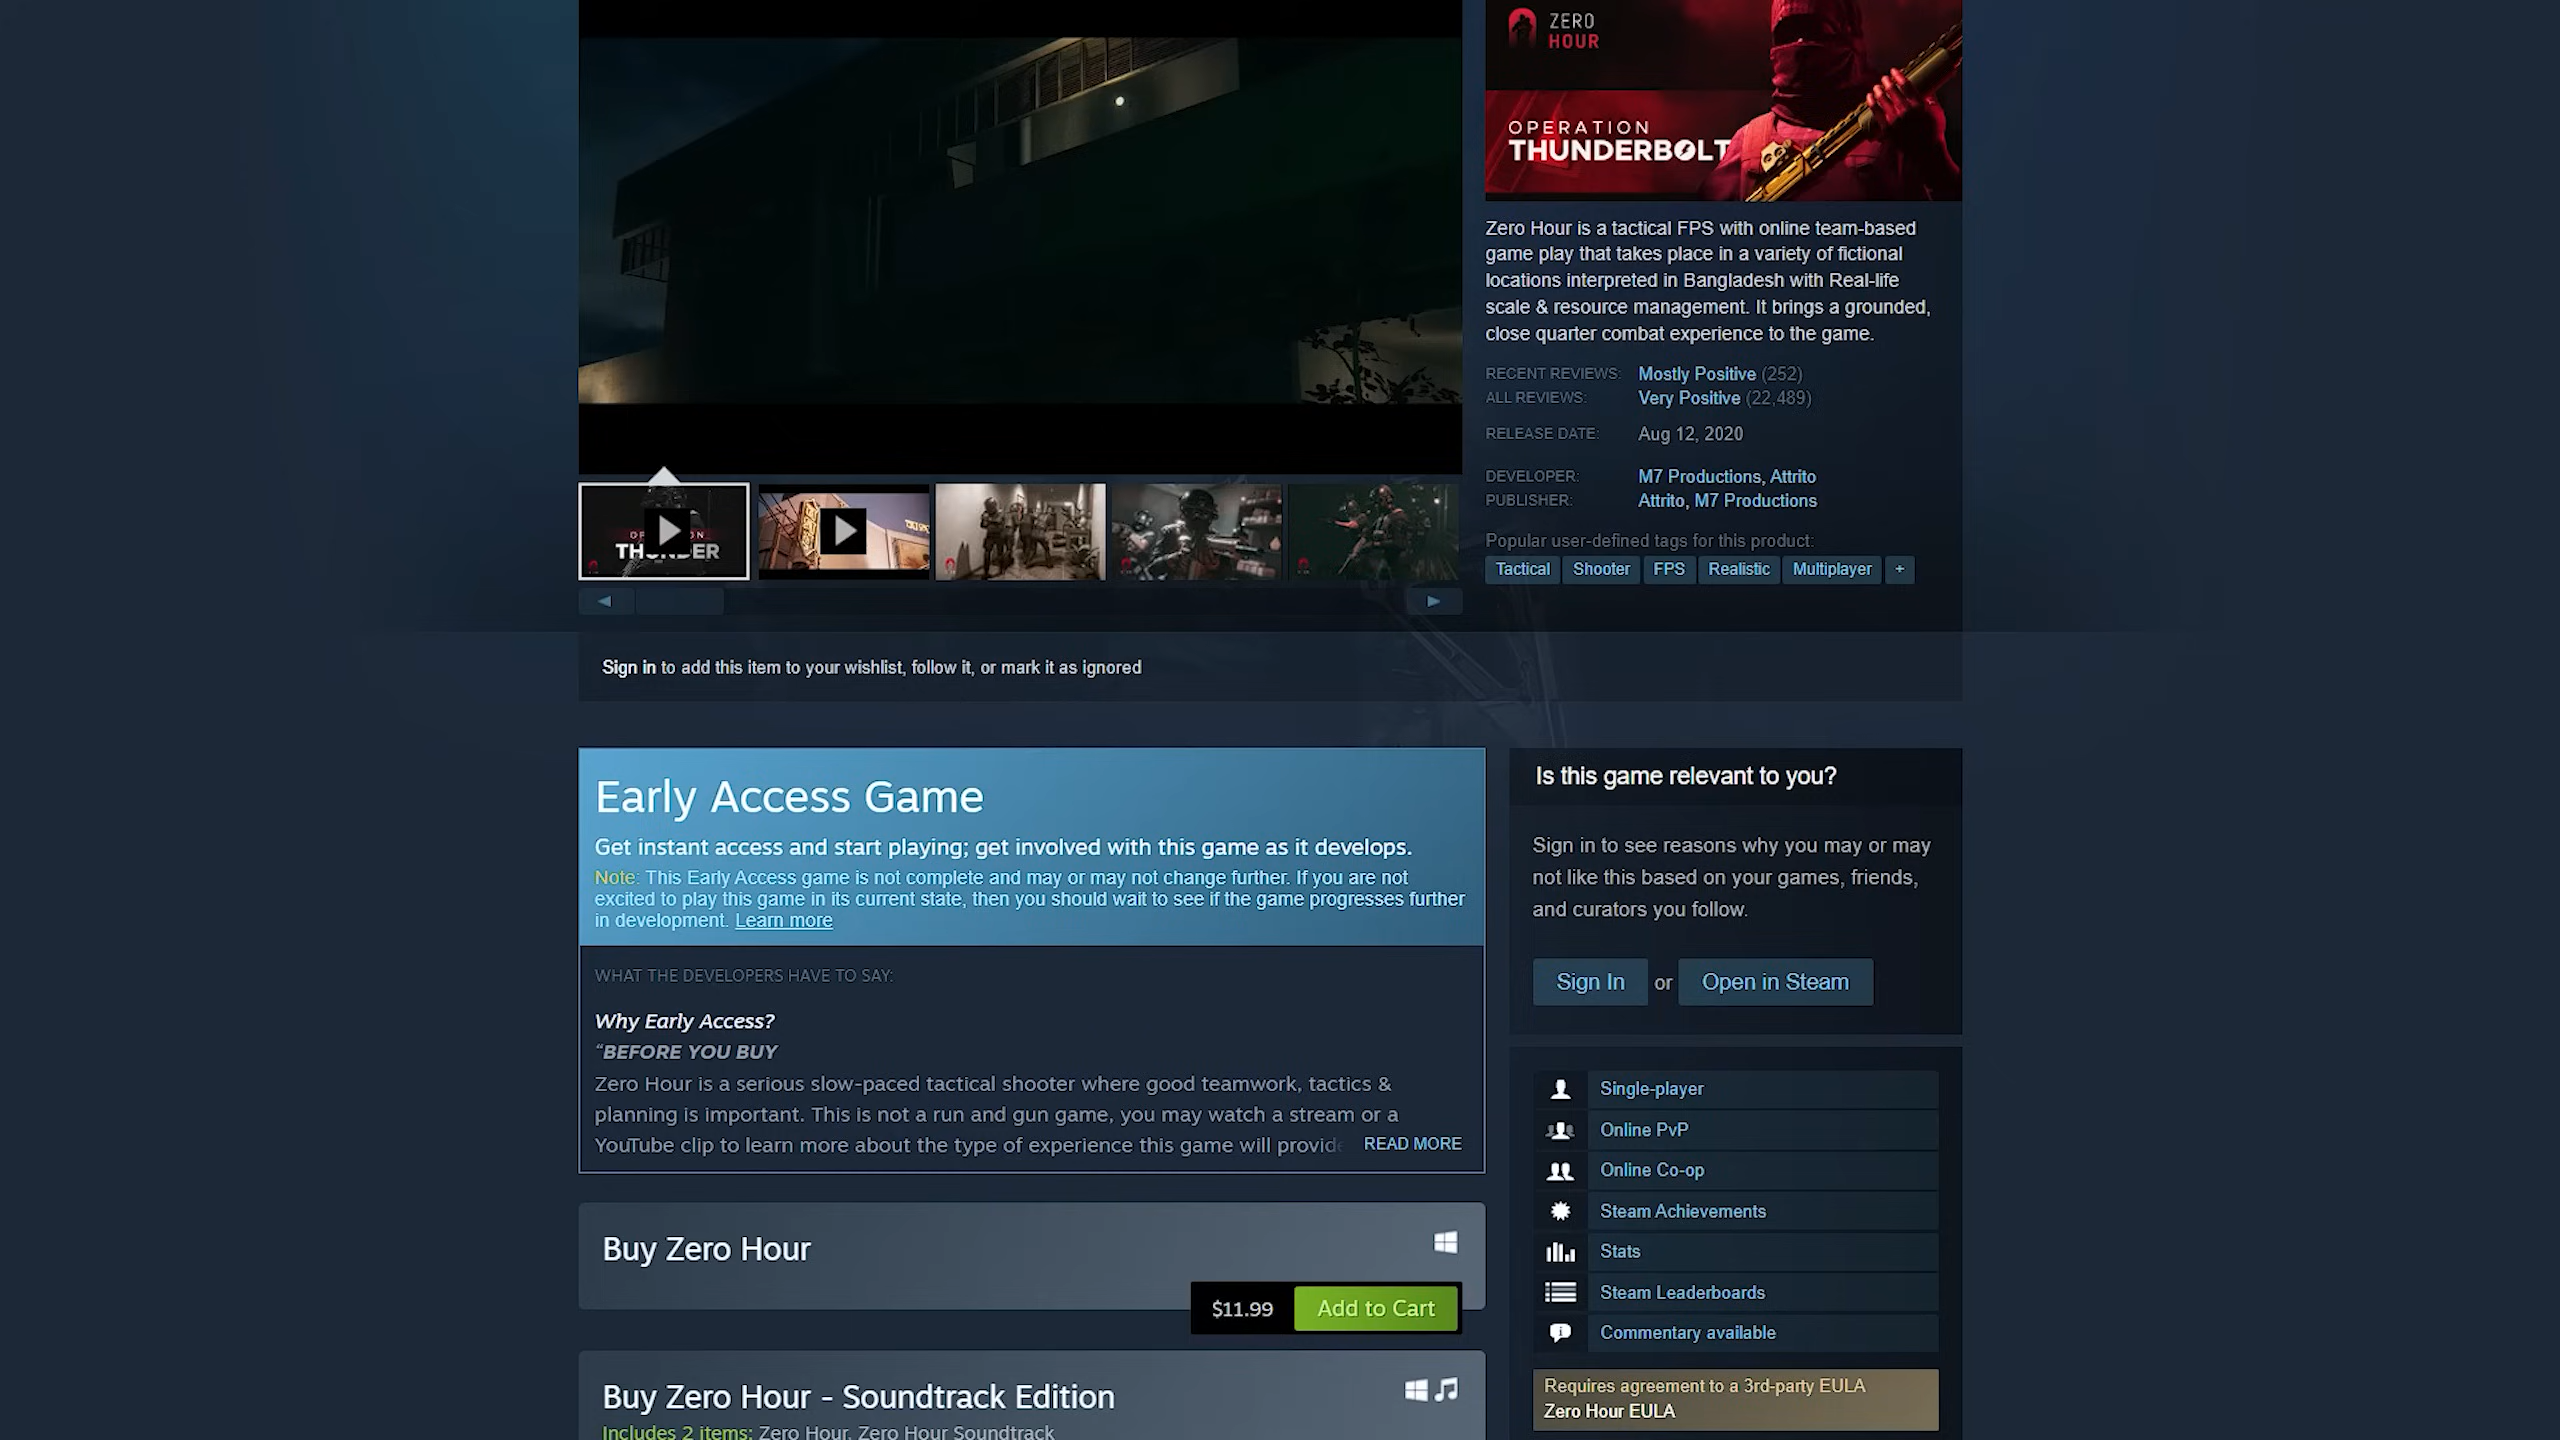 ZERO
HOUR
OPERATION
THUNDERBOLT
Zero Hour is a tactical FPS with online team-based
game play that takes place in a variety of fictional
locations interpreted in Bangladesh with Real-life
scale & resource management. It brings a grounded,
close quarter combat experience to the game.
RECENT REVIEWS: Mostly Positive (252)
ALL REVIEWS: Very Positive (22,489)
RELEASE DATE: Aug 12, 2020
DEVELOPER: M7 Productions, Attrito
PUBLISHER: Attrito, M7 Productions
Popular user-defined tags for this product:
Tactical Shooter FPS Realistic Multiplayer +
Sign in to add this item to your wishlist, follow it, or mark it as ignored
Early Access Game
Get instant access and start playing; get involved with this game as it develops.
Note: This Early Access game is not complete and may or may not change further. If you are not
excited to play this game in its current state, then you should wait to see if the game progresses further
in development. Learn more
WHAT THE DEVELOPERS HAVE TO SAY:
Why Early Access?
“BEFORE YOU BUY
Zero Hour is a serious slow-paced tactical shooter where good teamwork, tactics &
planning is important. This is not a run and gun game, you may watch a stream or a
YouTube clip to learn more about the type of experience this game will provide READ MORE
Buy Zero Hour
$11.99 Add to Cart
Buy Zero Hour - Soundtrack Edition
Includes 2 items: Zero Hour, Zero Hour Soundtrack
Is this game relevant to you?
Sign in to see reasons why you may or may
not like this based on your games, friends,
and curators you follow.
Sign In or Open in Steam
Single-player
Online PvP
Online Co-op
Steam Achievements
Stats
Steam Leaderboards
Commentary available
Requires agreement to a 3rd-party EULA
Zero Hour EULA